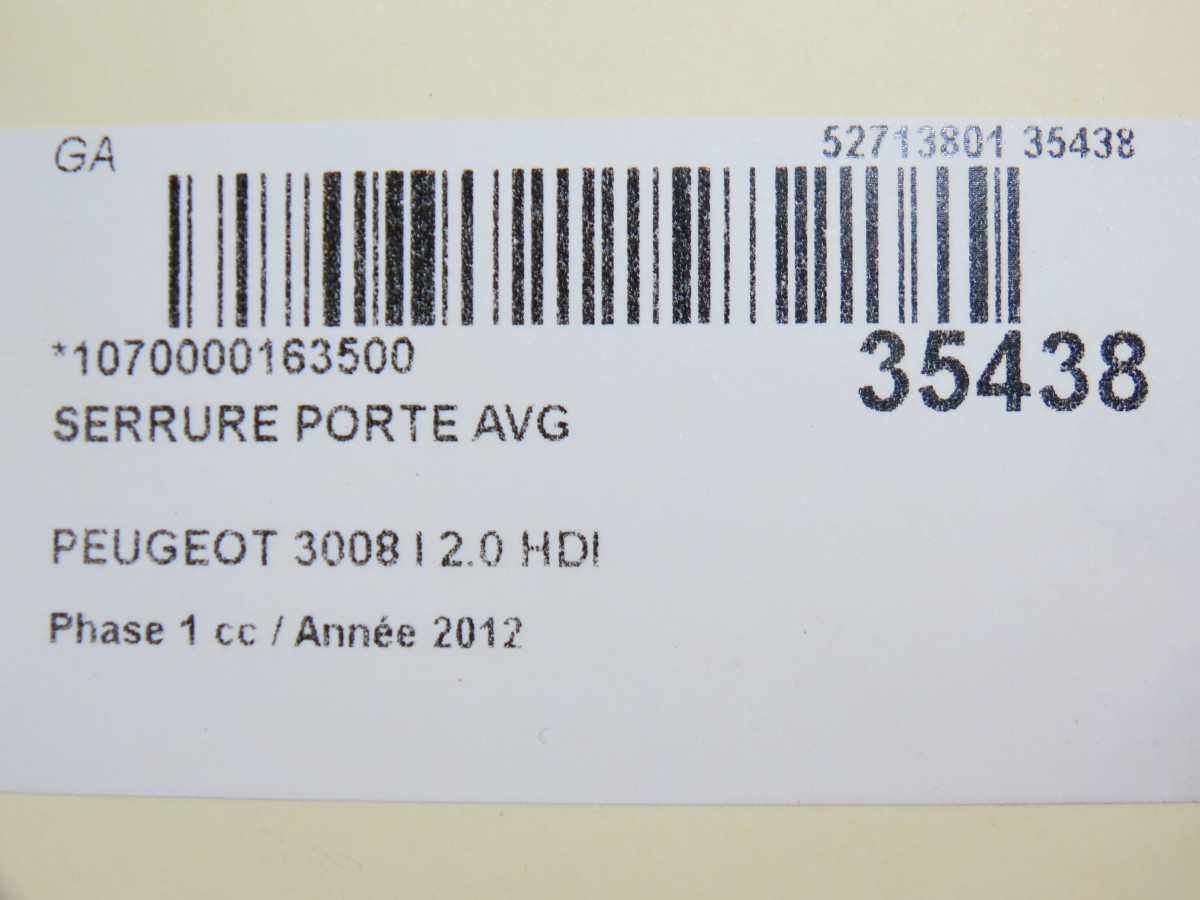 GA
52713801 35438
*1070000163500
35438
SERRURE PORTE AVG
PEUGEOT 3008 I 2.0 HDI
Phase 1 cc / Année 2012